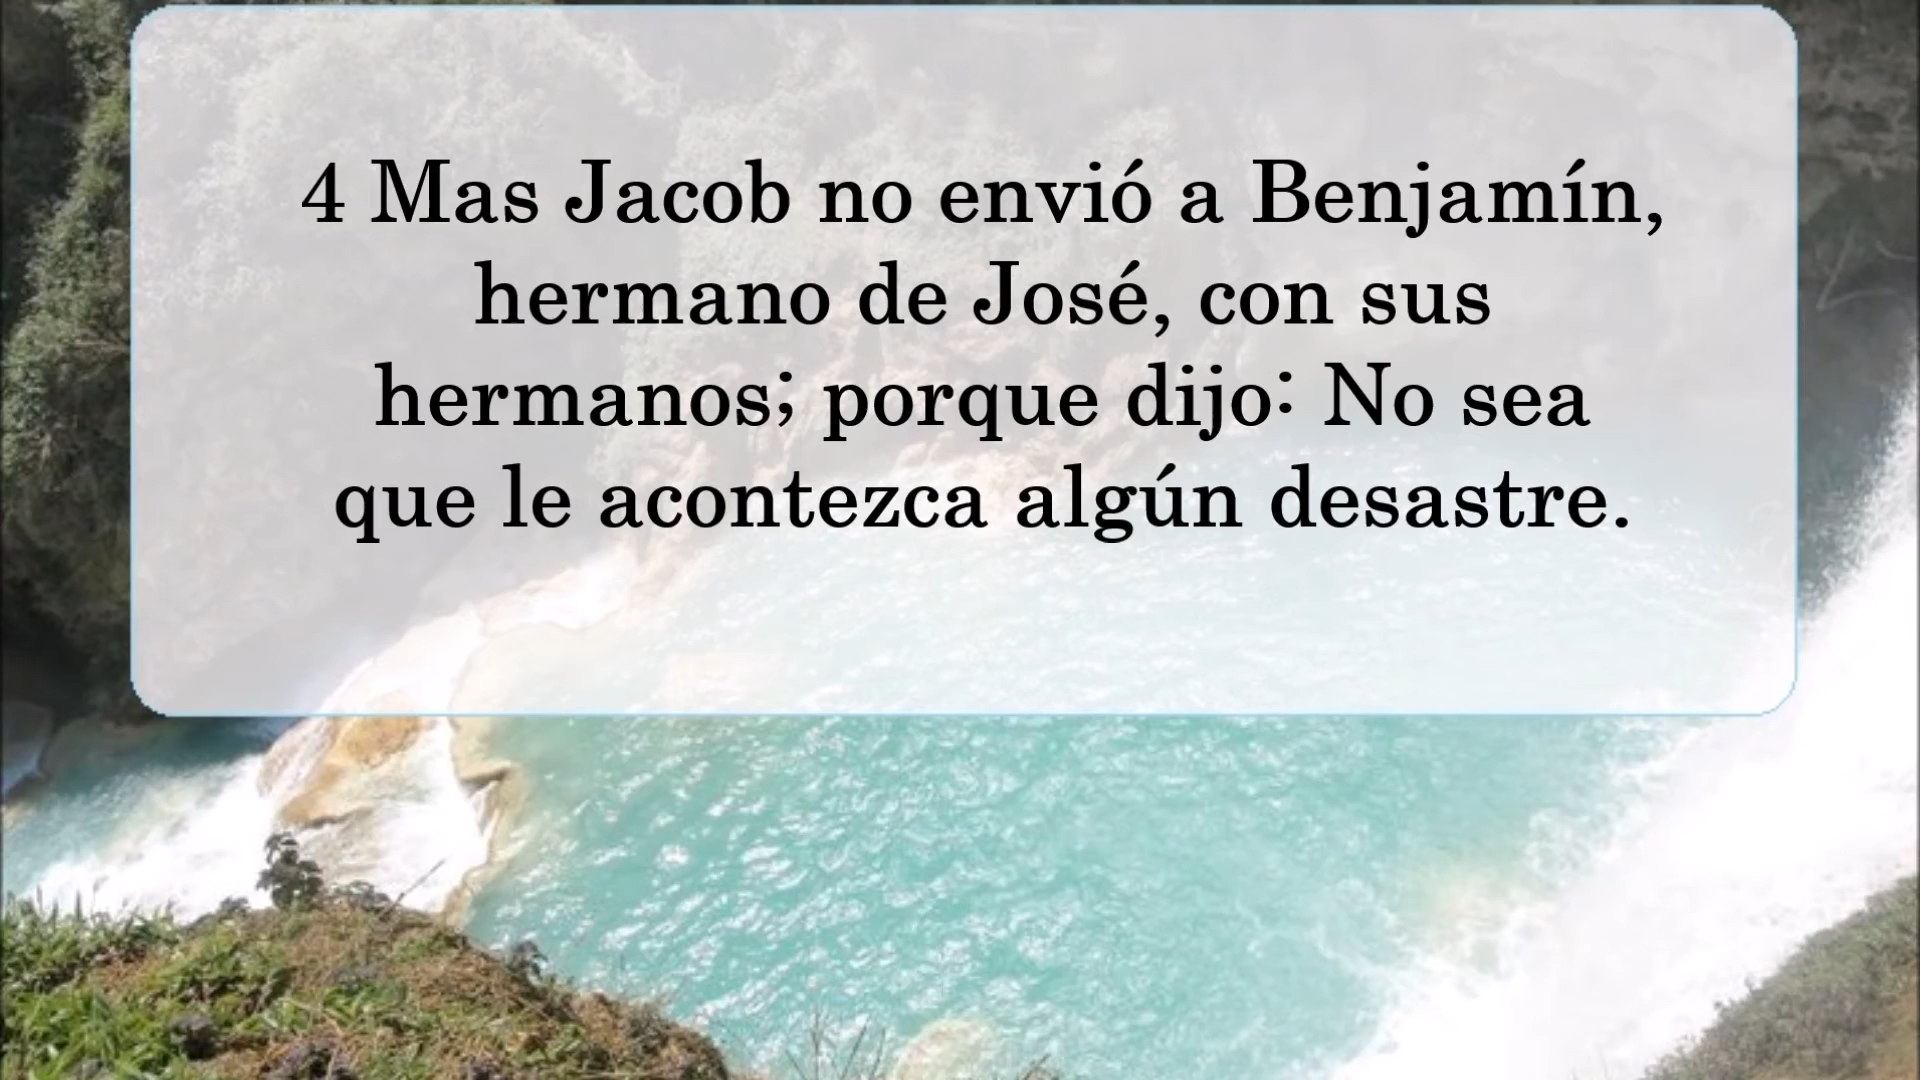 4 Mas Jacob no envió a Benjamín,
hermano de José, con sus
hermanos; porque dijo: No sea
que le acontezca algún desastre.